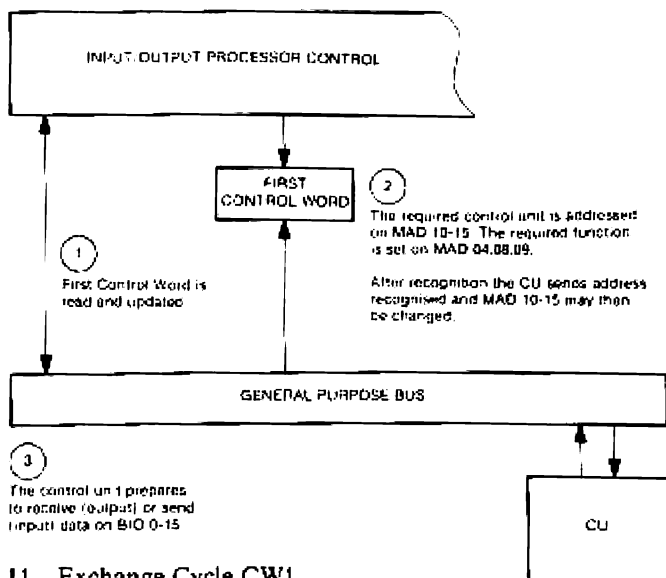 INPUT/OUTPUT PROCESSOR CONTROL
FIRST
CONTROL WORD
1
First Control Word is
read and updated
2
The required control unit is addressed
on MAD 10-15. The required function
is set on MAD 04,08,09.
After recognition the CU sends address
recognised and MAD 10-15 may then
be changed.
GENERAL PURPOSE BUS
3
The control unit prepares
to receive (output) or send
(input) data on BIO 0-15
CU
11 Exchange Cycle CW1